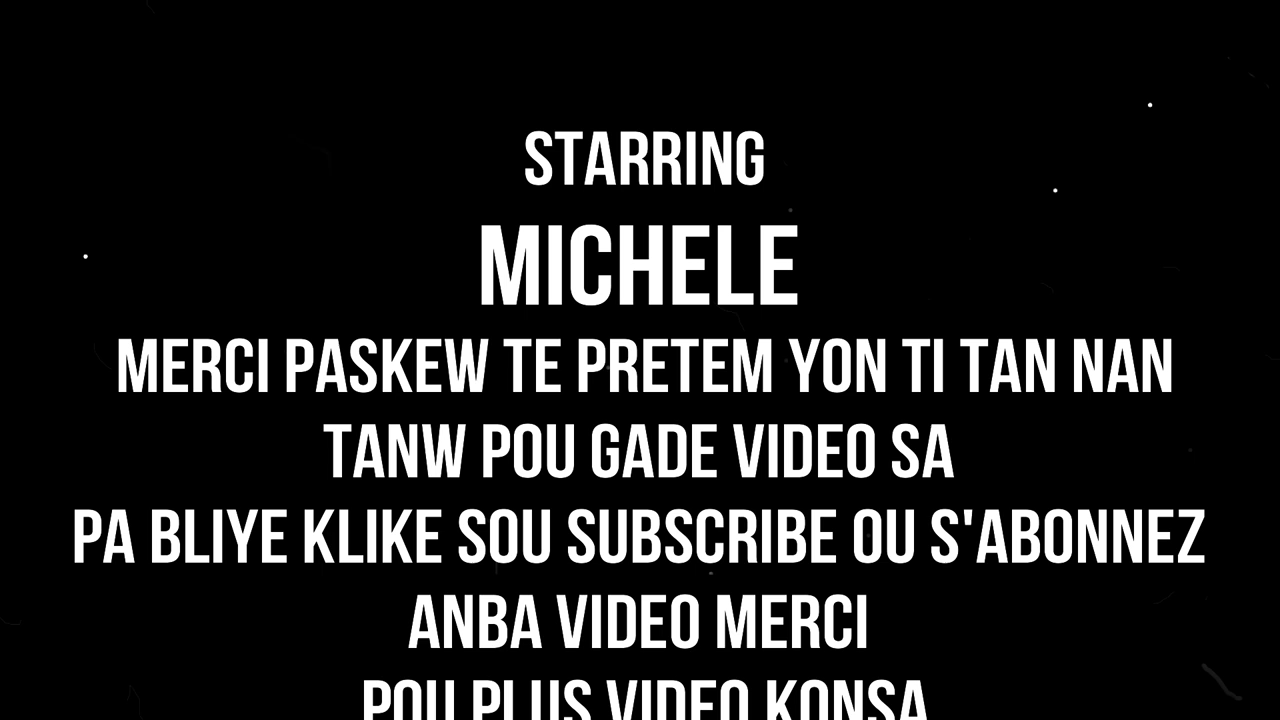 STARRING
MICHELE
MERCI PASKEW TE PRETEM YON TI TAN NAN
TANW POU GADE VIDEO SA
PA BLIYE KLIKE SOU SUBSCRIBE OU S'ABONNEZ
ANBA VIDEO MERCI
POU PLUS VIDEO KONSA